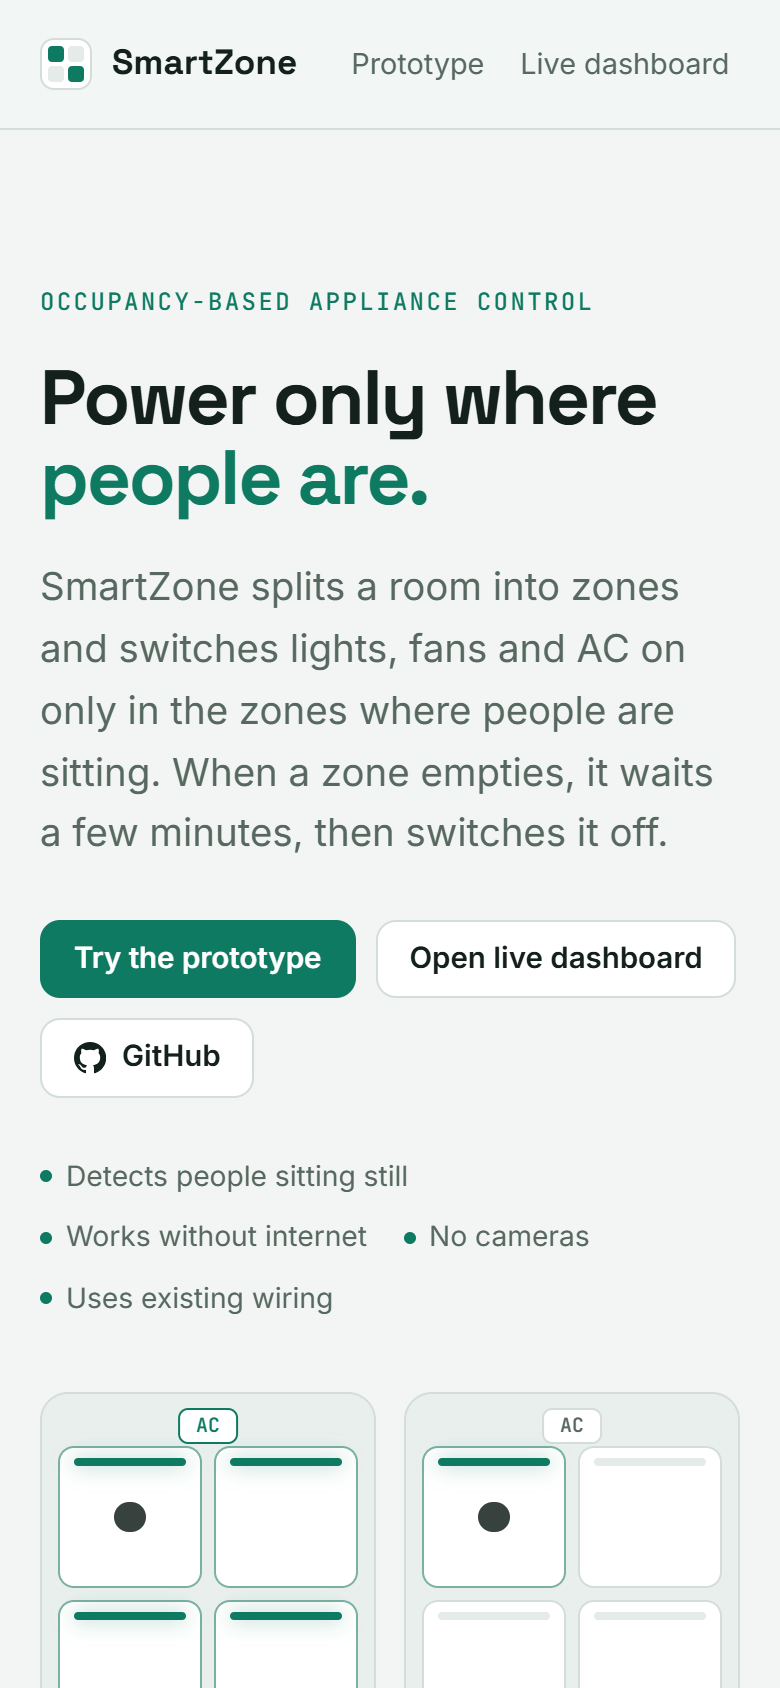 SmartZone Prototype Live dashboard
OCCUPANCY-BASED APPLIANCE CONTROL
Power only where
people are.
SmartZone splits a room into zones
and switches lights, fans and AC on
only in the zones where people are
sitting. When a zone empties, it waits
a few minutes, then switches it off.
Try the prototype Open live dashboard
GitHub
Detects people sitting still
Works without internet No cameras
Uses existing wiring
AC AC